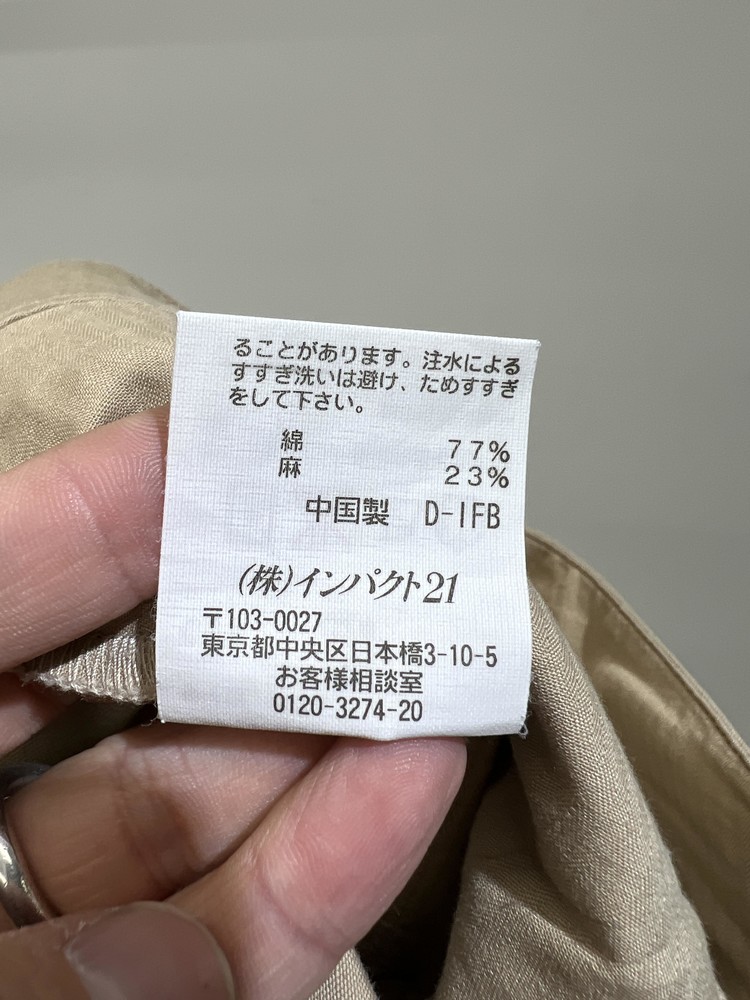 ることがあります。注水による
すすぎ洗いは避け、ためすすぎ
をして下さい。
綿 77%
麻 23%
中国製 D-IFB
(株)インパクト21
〒103-0027
東京都中央区日本橋3-10-5
お客様相談室
0120-3274-20